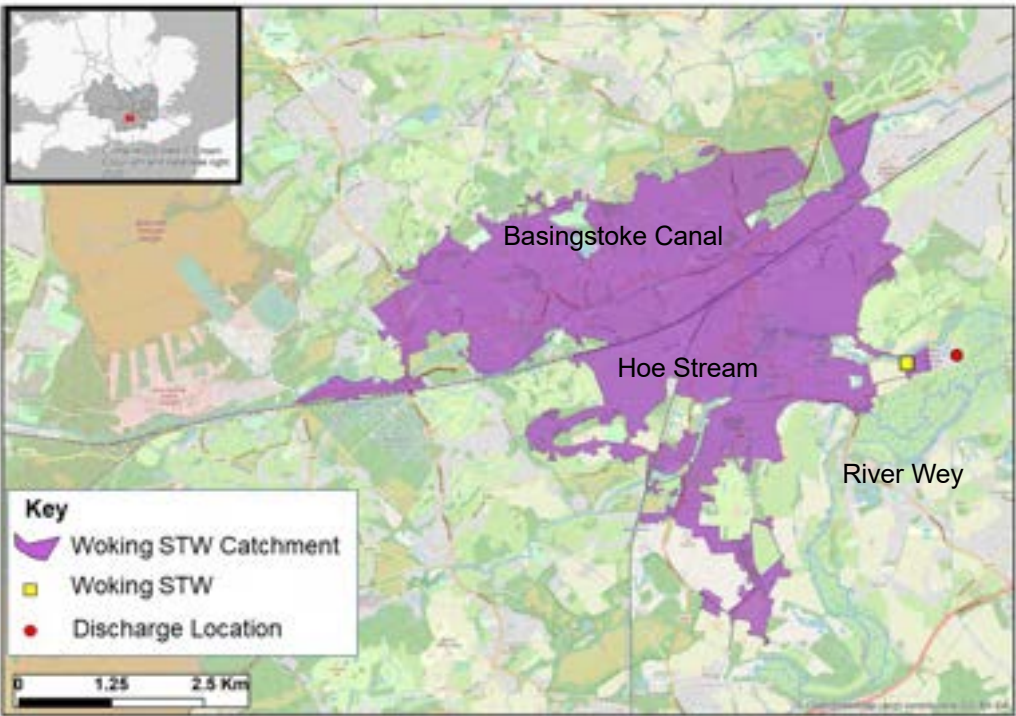 Basingstoke Canal
Hoe Stream
River Wey
Key
Woking STW Catchment
Woking STW
Discharge Location
0 1.25 2.5 Km